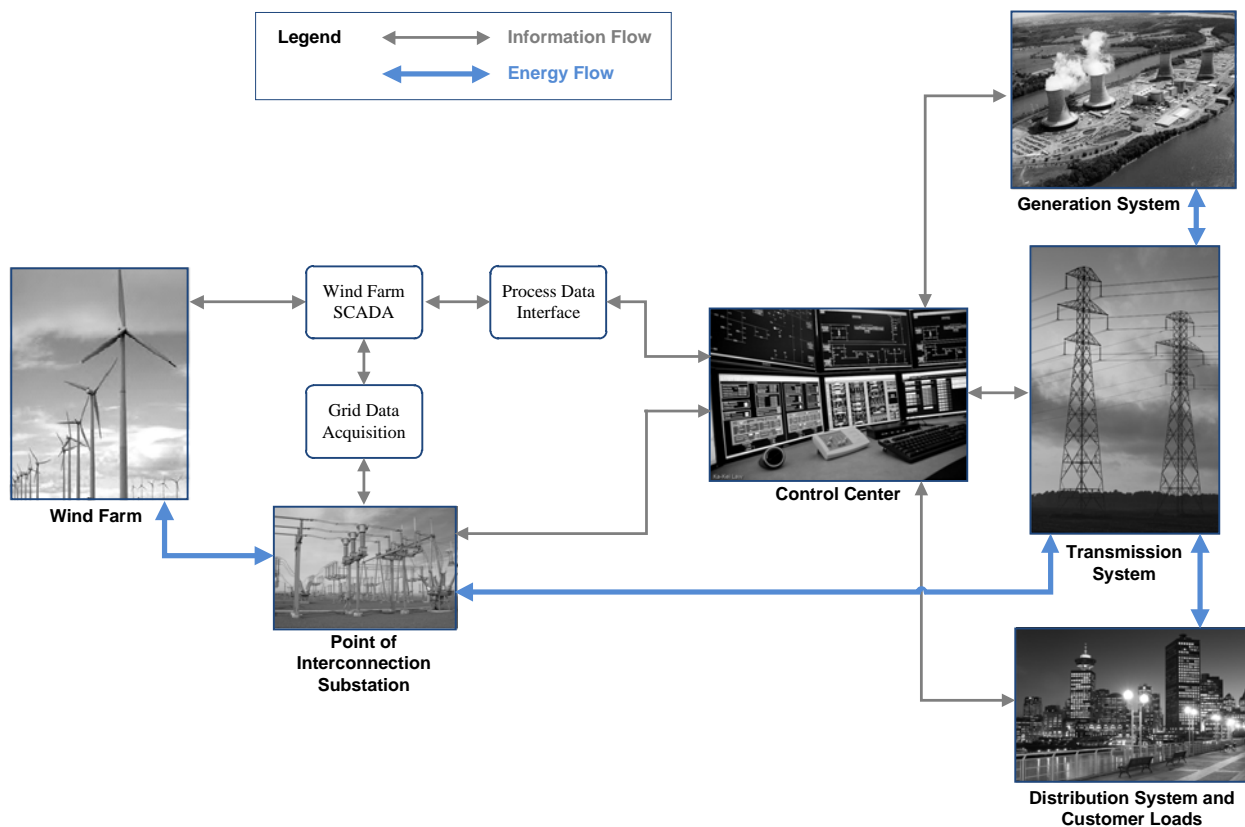 Legend
Information Flow
Energy Flow
Generation System
Wind Farm
SCADA
Process Data
Interface
Grid Data
Acquisition
Wind Farm
Control Center
Transmission
System
Point of
Interconnection
Substation
Distribution System and
Customer Loads